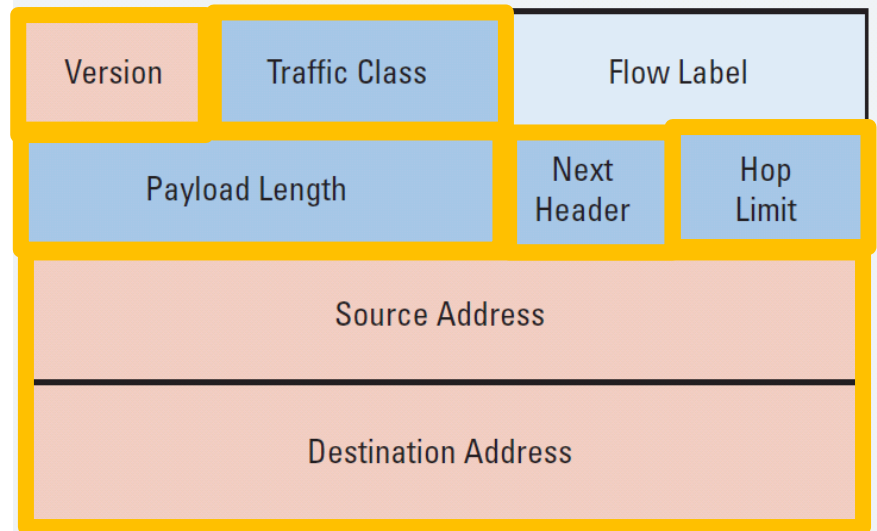 Version
Traffic Class
Flow Label
Payload Length
Next
Header
Hop
Limit
Source Address
Destination Address